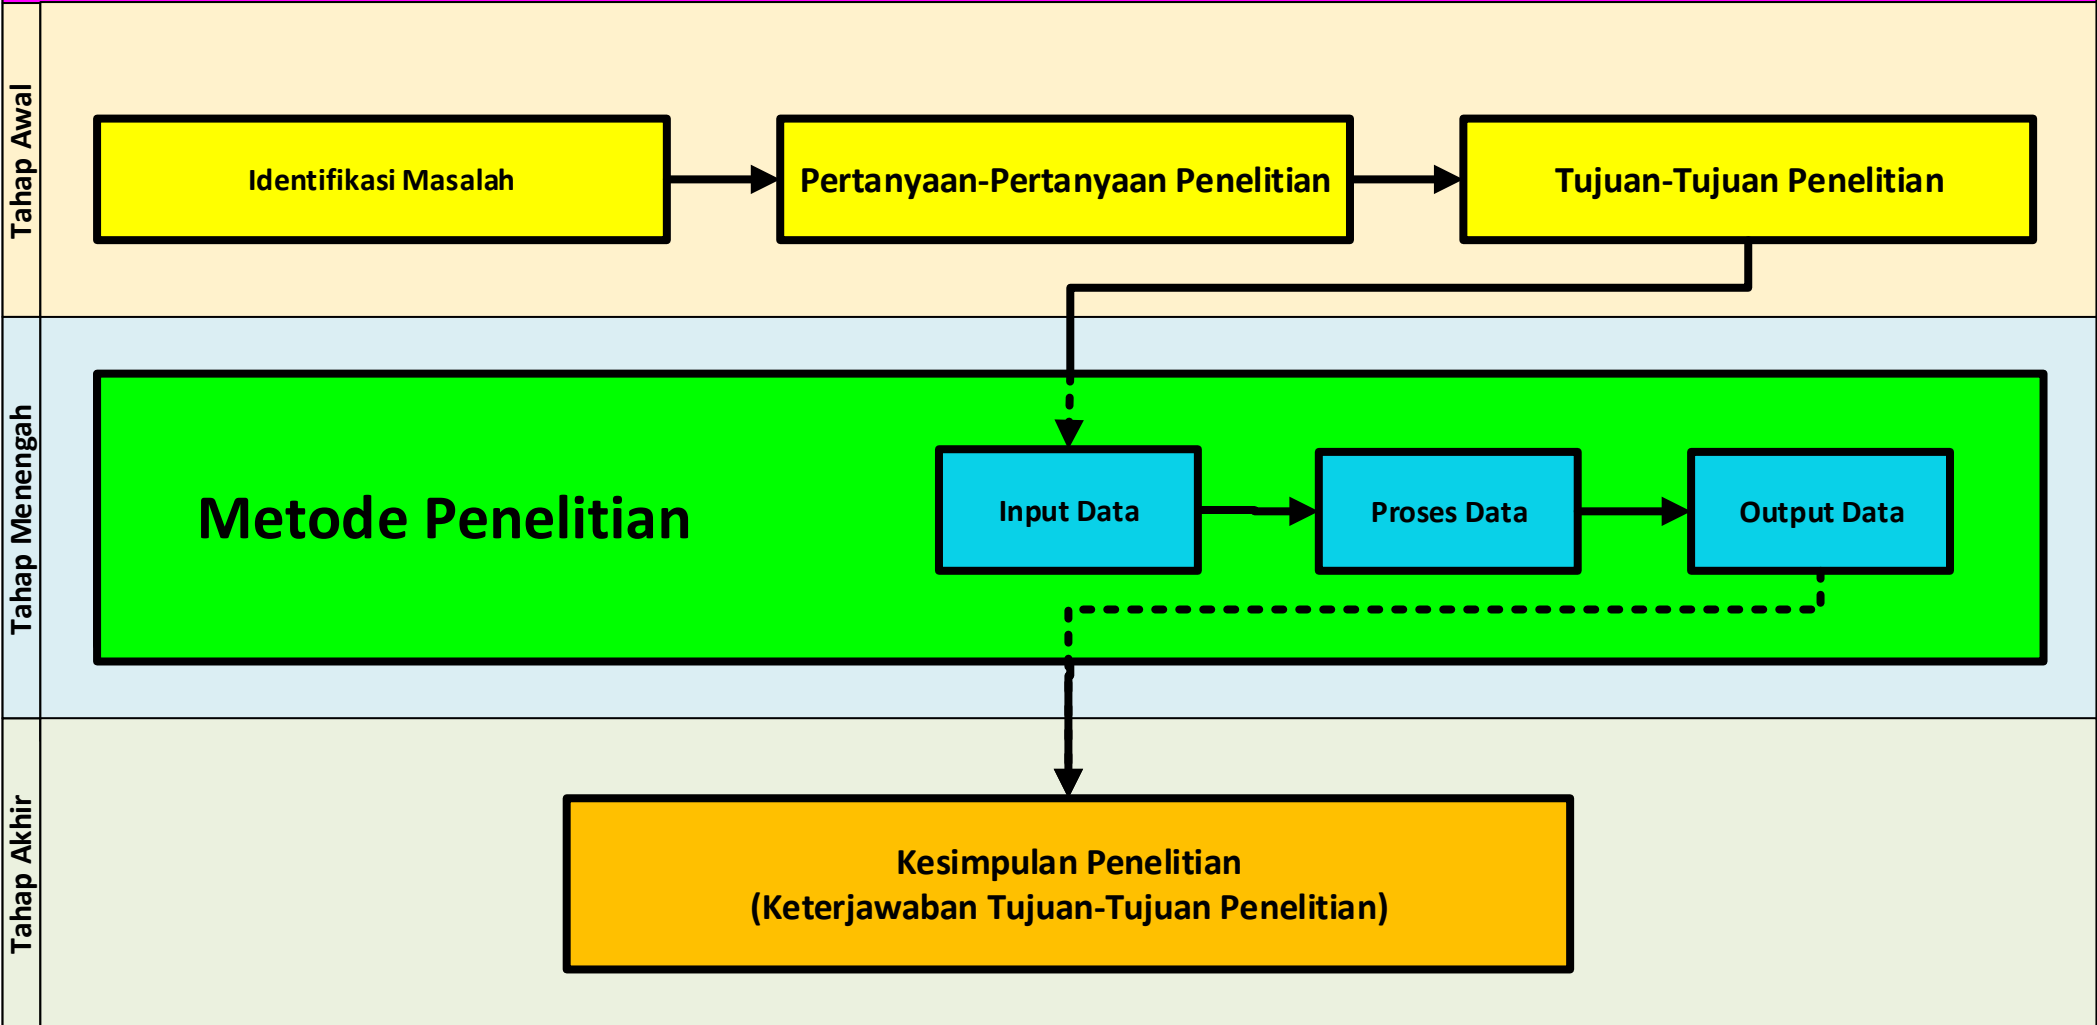 Tahap Awal
Identifikasi Masalah
Pertanyaan-Pertanyaan Penelitian
Tujuan-Tujuan Penelitian
Tahap Menengah
Metode Penelitian
Input Data
Proses Data
Output Data
Tahap Akhir
Kesimpulan Penelitian
(Keterjawaban Tujuan-Tujuan Penelitian)